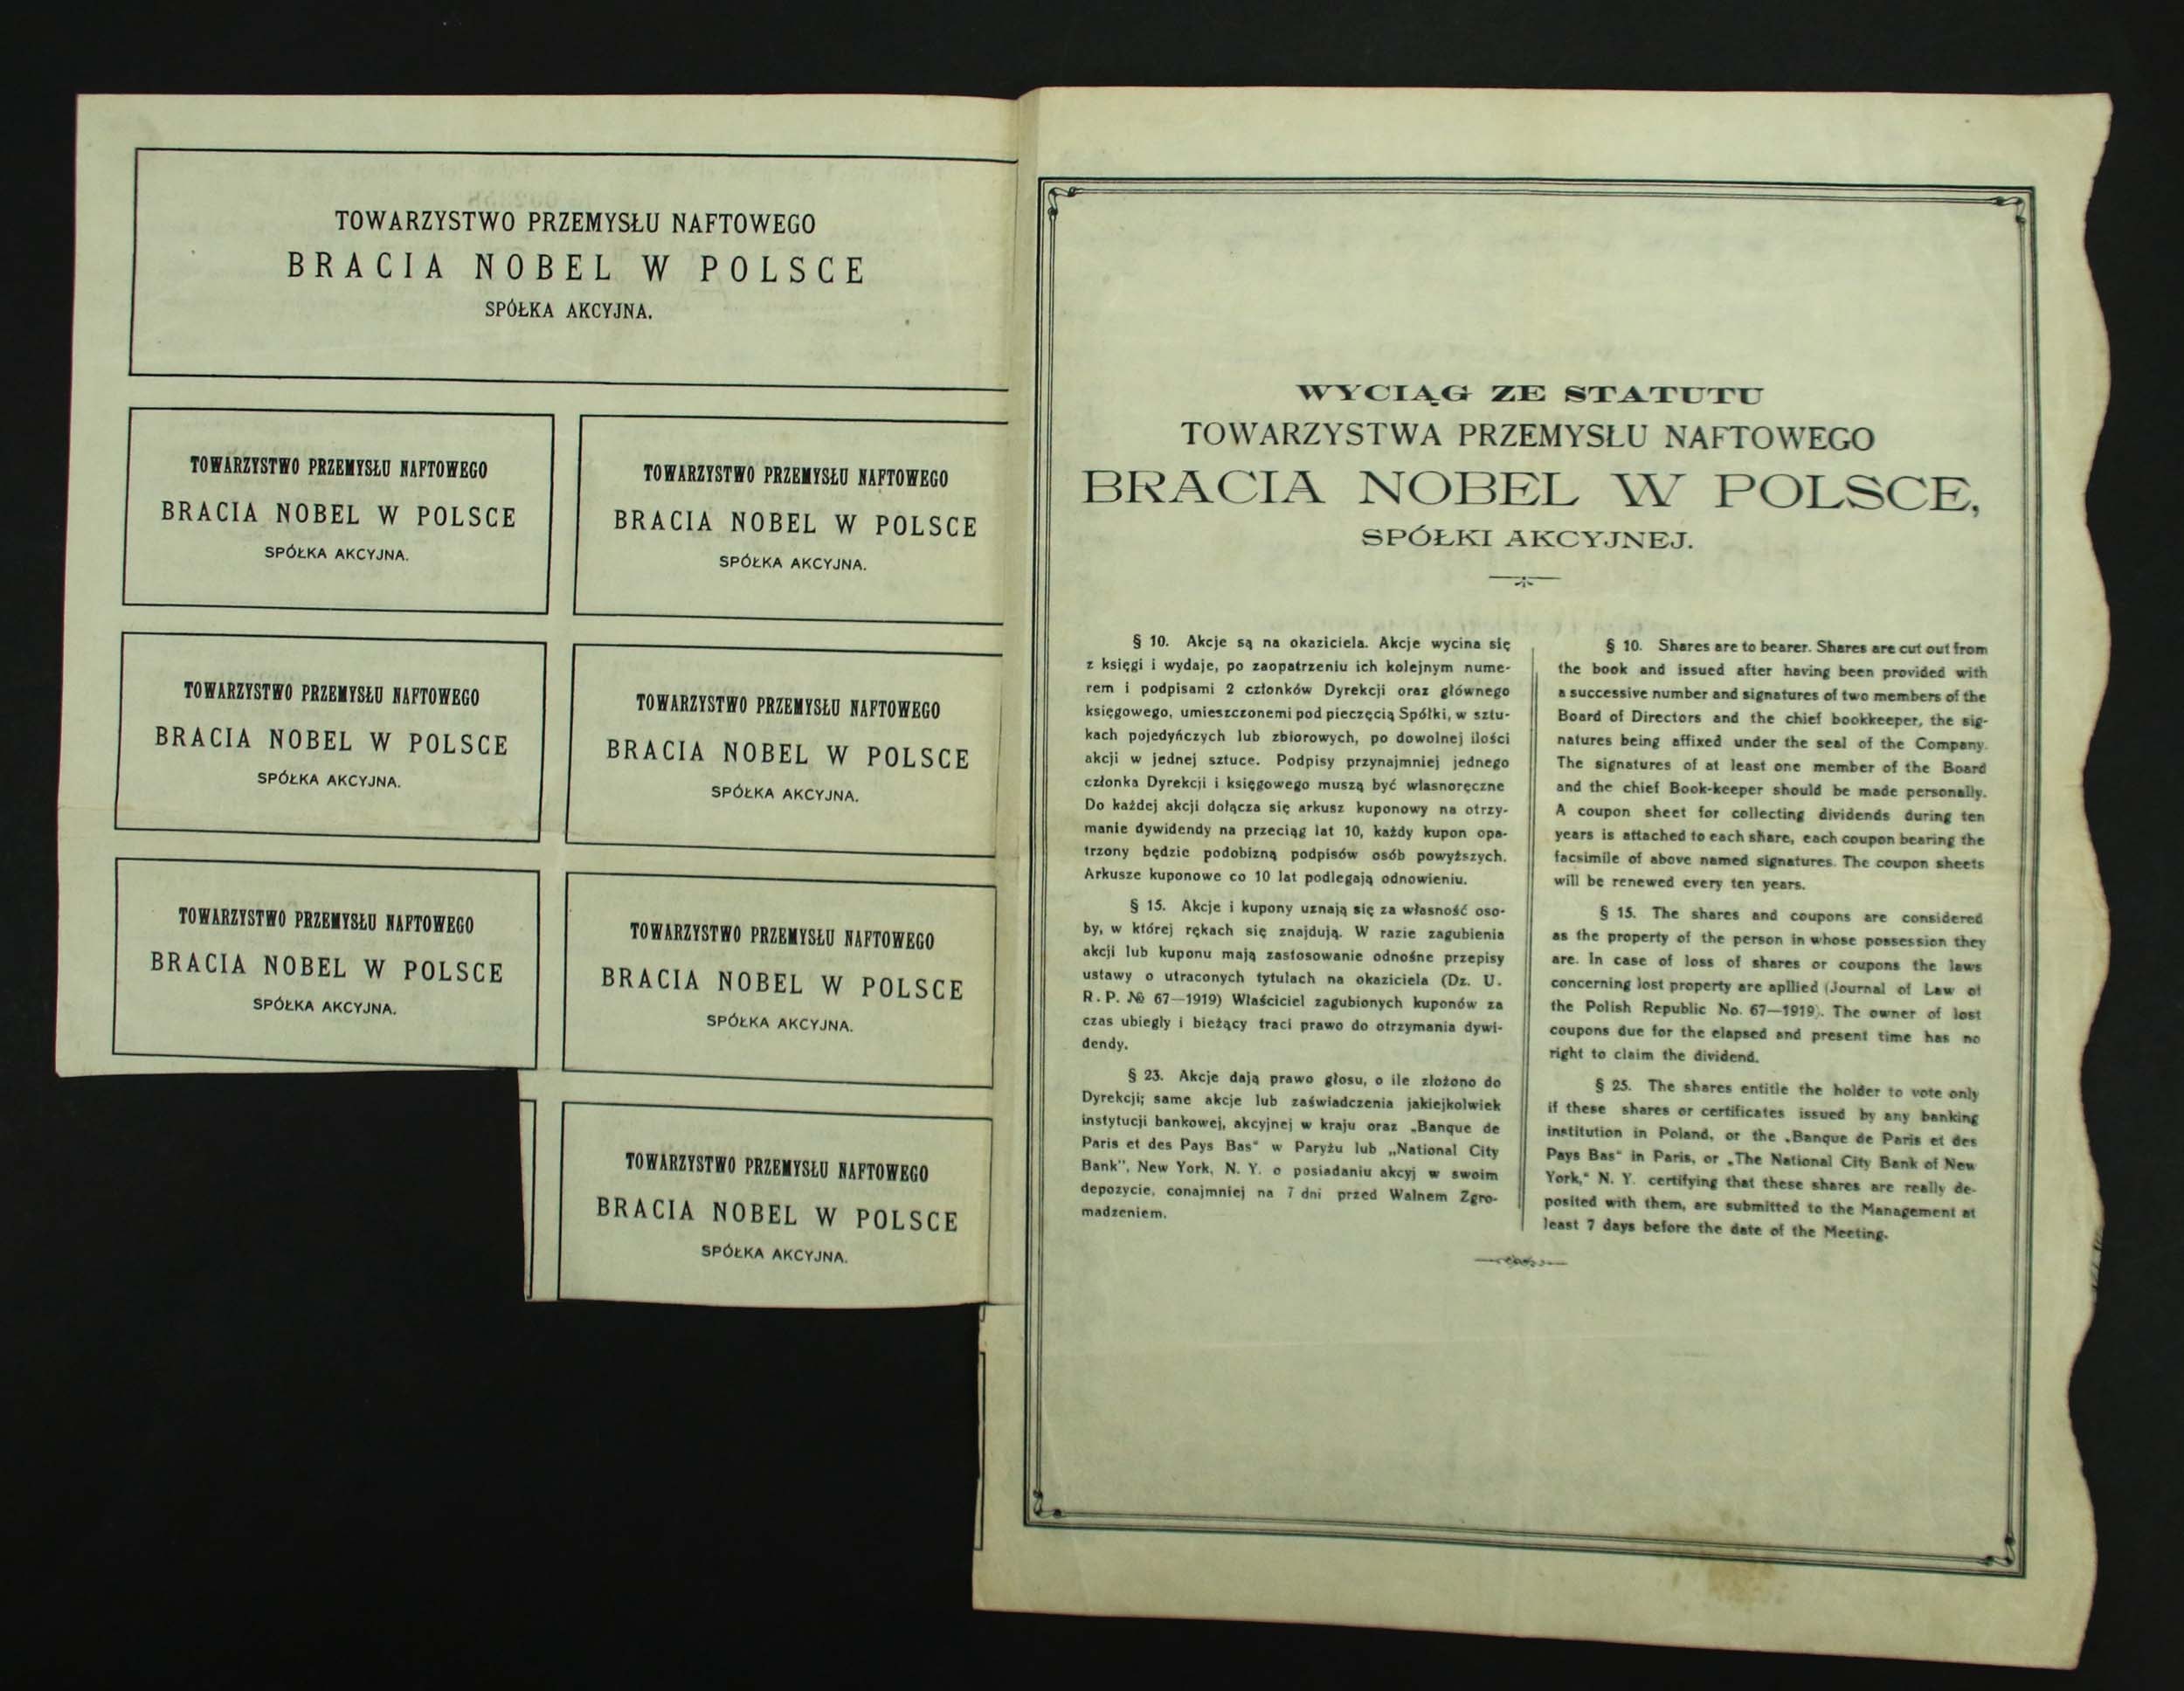 TOWARZYSTWO PRZEMYSŁU NAFTOWEGO
BRACIA NOBEL W POLSCE
SPÓŁKA AKCYJNA.
TOWARZYSTWO PRZEMYSŁU NAFTOWEGO
BRACIA NOBEL W POLSCE
SPÓŁKA AKCYJNA.
TOWARZYSTWO PRZEMYSŁU NAFTOWEGO
BRACIA NOBEL W POLSCE
SPÓŁKA AKCYJNA.
TOWARZYSTWO PRZEMYSŁU NAFTOWEGO
BRACIA NOBEL W POLSCE
SPÓŁKA AKCYJNA.
TOWARZYSTWO PRZEMYSŁU NAFTOWEGO
BRACIA NOBEL W POLSCE
SPÓŁKA AKCYJNA.
TOWARZYSTWO PRZEMYSŁU NAFTOWEGO
BRACIA NOBEL W POLSCE
SPÓŁKA AKCYJNA.
TOWARZYSTWO PRZEMYSŁU NAFTOWEGO
BRACIA NOBEL W POLSCE
SPÓŁKA AKCYJNA.
TOWARZYSTWO PRZEMYSŁU NAFTOWEGO
BRACIA NOBEL W POLSCE
SPÓŁKA AKCYJNA.
WYCIĄG ZE STATUTU
TOWARZYSTWA PRZEMYSŁU NAFTOWEGO
BRACIA NOBEL W POLSCE,
SPÓŁKI AKCYJNEJ.
§ 10. Akcje są na okaziciela. Akcje wycina się
z księgi i wydaje, po zaopatrzeniu ich kolejnym nume-
rem i podpisami 2 członków Dyrekcji oraz głównego
księgowego, umieszczonemi pod pieczęcią Spółki, w sztu-
kach pojedyńczych lub zbiorowych, po dowolnej ilości
akcji w jednej sztuce. Podpisy przynajmniej jednego
członka Dyrekcji i księgowego muszą być własnoręczne
Do każdej akcji dołącza się arkusz kuponowy na otrzy-
manie dywidendy na przeciąg lat 10, każdy kupon opa-
trzony będzie podobizną podpisów osób powyższych.
Arkusze kuponowe co 10 lat podlegają odnowieniu.
§ 15. Akcje i kupony uznają się za własność oso-
by, w której rękach się znajdują. W razie zagubienia
akcji lub kuponu mają zastosowanie odnośne przepisy
ustawy o utraconych tytulach na okaziciela (Dz. U.
R. P. № 67—1919) Właściciel zagubionych kuponów za
czas ubiegły i bieżący traci prawo do otrzymania dywi-
dendy.
§ 23. Akcje dają prawo głosu, o ile złożono do
Dyrekcji; same akcje lub zaświadczenia jakiejkolwiek
instytucji bankowej, akcyjnej w kraju oraz „Banque de
Paris et des Pays Bas“ w Paryżu lub „National City
Bank”, New York, N. Y. o posiadaniu akcyj w swoim
depozycie, conajmniej na 7 dni przed Walnem Zgro-
madzeniem.
§ 10. Shares are to bearer. Shares are cut out from
the book and issued after having been provided with
a successive number and signatures of two members of the
Board of Directors and the chief bookkeeper, the sig-
natures being affixed under the seal of the Company.
The signatures of at least one member of the Board
and the chief Book-keeper should be made personally.
A coupon sheet for collecting dividends during ten
years is attached to each share, each coupon bearing the
facsimile of above named signatures. The coupon sheets
will be renewed every ten years.
§ 15. The shares and coupons are considered
as the property of the person in whose possession they
are. In case of loss of shares or coupons the laws
concerning lost property are apllied (Journal of Law of
the Polish Republic No. 67—1919). The owner of lost
coupons due for the elapsed and present time has no
right to claim the dividend.
§ 25. The shares entitle the holder to vote only
if these shares or certificates issued by any banking
institution in Poland, or the „Banque de Paris et des
Pays Bas“ in Paris, or „The National City Bank of New
York,“ N. Y. certifying that these shares are really de-
posited with them, are submitted to the Management at
least 7 days before the date of the Meeting.